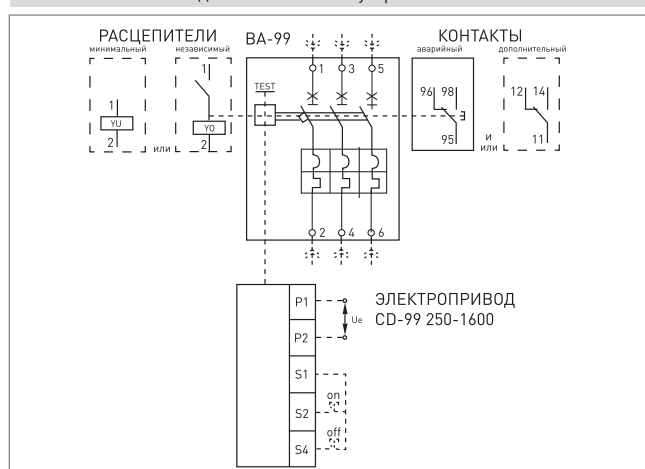 РАСЦЕПИТЕЛИ
минимальный
независимый
ВА-99
КОНТАКТЫ
аварийный
дополнительный
1
1
2
YU
или
YO
2
TEST
1 3 5
2 4 6
96 98
95
и
или
12 14
11
P1
P2
S1
S2
S4
Ue
on
off
ЭЛЕКТРОПРИВОД
CD-99 250-1600